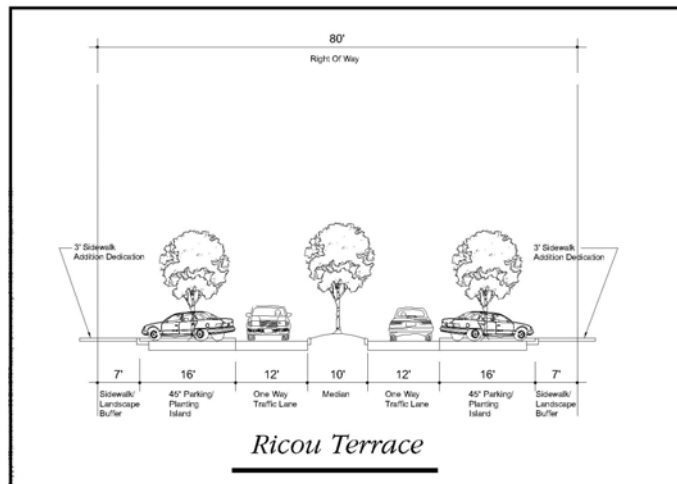 80'
Right Of Way
3' Sidewalk
Addition Dedication
3' Sidewalk
Addition Dedication
7' 16' 12' 10' 12' 16' 7'
Sidewalk/ 45° Parking/ One Way Median One Way 45° Parking/ Sidewalk/
Landscape Planting Traffic Lane Traffic Lane Planting Landscape
Buffer Island Island Buffer
Ricou Terrace